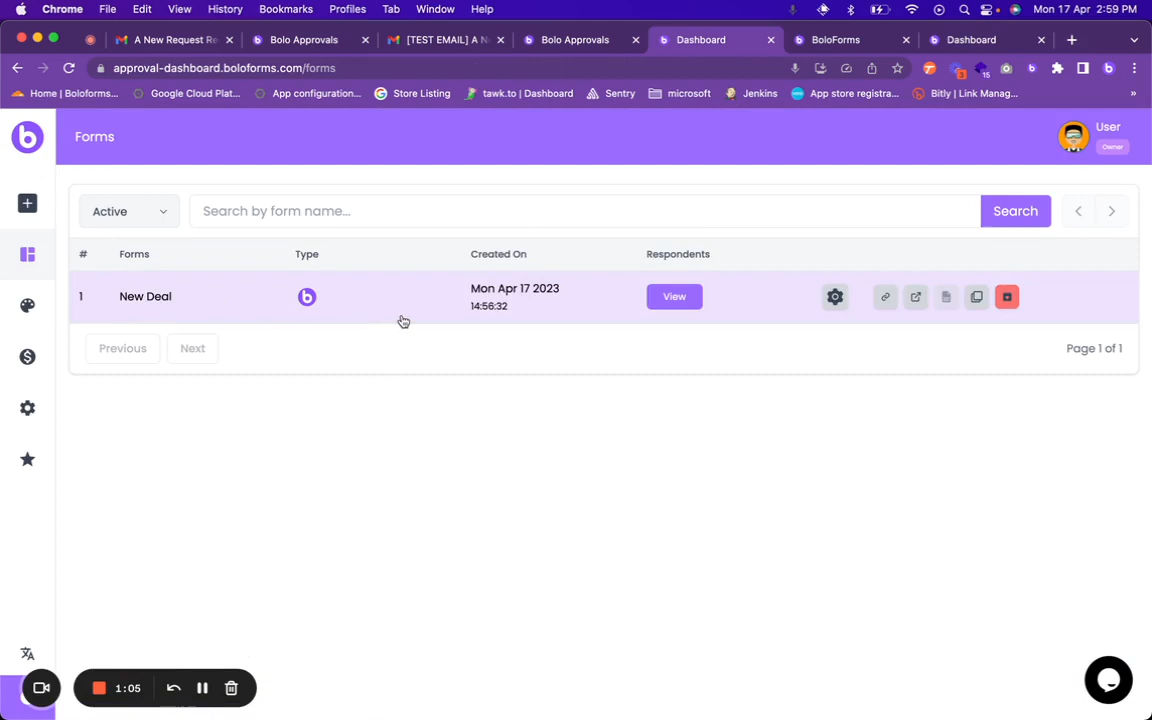 Chrome File Edit View History Bookmarks Profiles Tab Window Help Mon 17 Apr 2:59 PM
A New Request Re Bolo Approvals [TEST EMAIL] A N Bolo Approvals Dashboard BoloForms Dashboard
approval-dashboard.boloforms.com/forms 3 15
Home | Boloforms... Google Cloud Plat... App configuration... Store Listing tawk.to | Dashboard Sentry microsoft Jenkins App store registra... Bitly | Link Manag... »
Forms
User
Owner
Active Search by form name... Search
# Forms Type Created On Respondents
1 New Deal b Mon Apr 17 2023
14:56:32
View
Previous Next Page 1 of 1
1:05